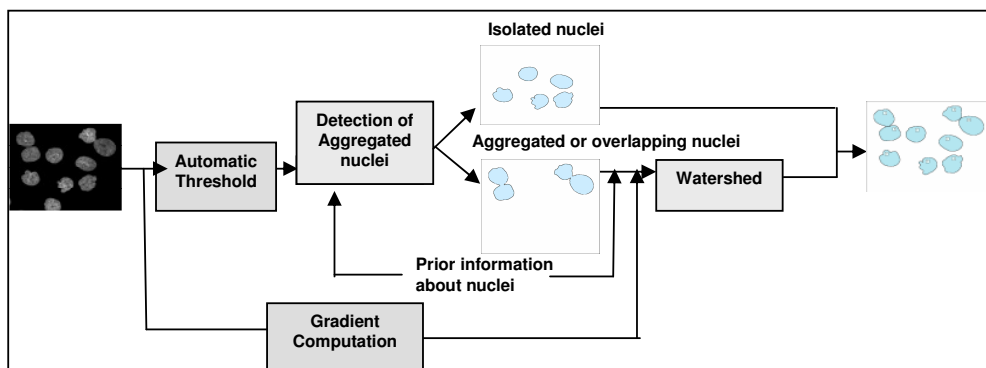 Isolated nuclei
Detection of
Aggregated
nuclei
Aggregated or overlapping nuclei
Automatic
Threshold
Watershed
Prior information
about nuclei
Gradient
Computation